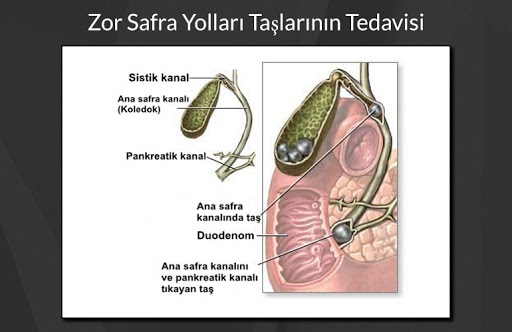 Zor Safra Yolları Taşlarının Tedavisi
Sistik kanal
Ana safra kanalı
(Koledok)
Pankreatik kanal
Ana safra
kanalında taş
Duodenom
Ana safra kanalını
ve pankreatik kanalı
tıkayan taş